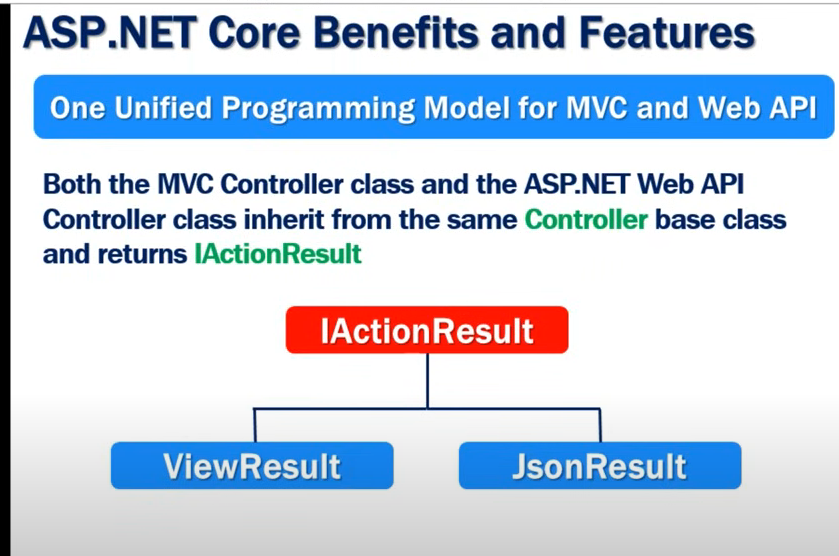 ASP.NET Core Benefits and Features
One Unified Programming Model for MVC and Web API
Both the MVC Controller class and the ASP.NET Web API
Controller class inherit from the same Controller base class
and returns IActionResult
IActionResult
ViewResult
JsonResult